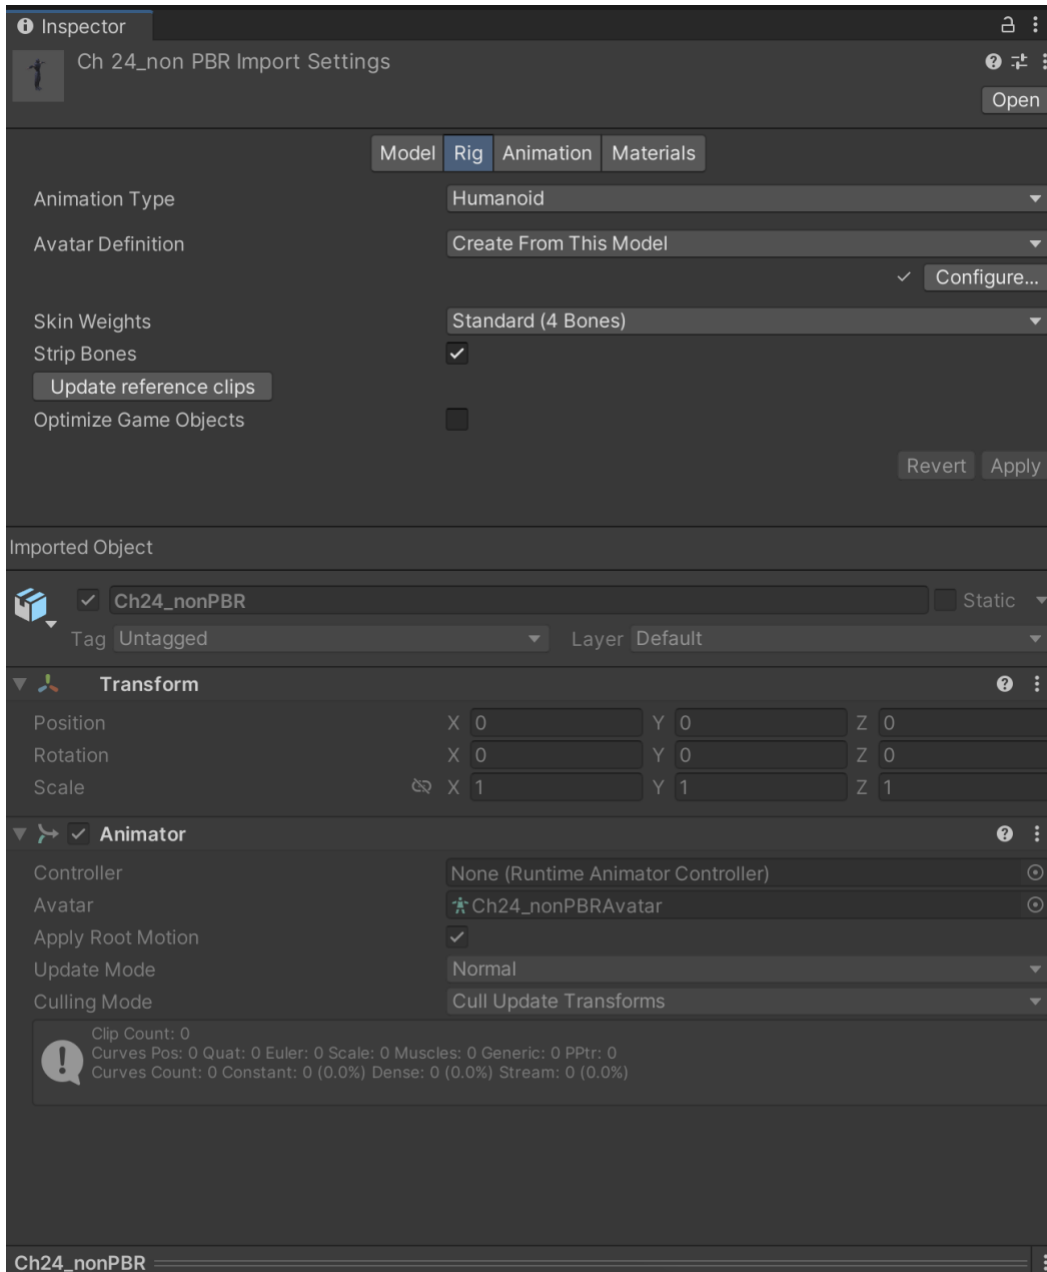 Inspector
Ch 24_non PBR Import Settings
Open
Model Rig Animation Materials
Animation Type Humanoid
Avatar Definition Create From This Model
Configure...
Skin Weights Standard (4 Bones)
Strip Bones
Update reference clips
Optimize Game Objects
Revert Apply
Imported Object
Ch24_nonPBR Static
Tag Untagged Layer Default
Transform
Position X 0 Y 0 Z 0
Rotation X 0 Y 0 Z 0
Scale X 1 Y 1 Z 1
Animator
Controller None (Runtime Animator Controller)
Avatar Ch24_nonPBRAvatar
Apply Root Motion
Update Mode Normal
Culling Mode Cull Update Transforms
Clip Count: 0
Curves Pos: 0 Quat: 0 Euler: 0 Scale: 0 Muscles: 0 Generic: 0 PPtr: 0
Curves Count: 0 Constant: 0 (0.0%) Dense: 0 (0.0%) Stream: 0 (0.0%)
Ch24_nonPBR